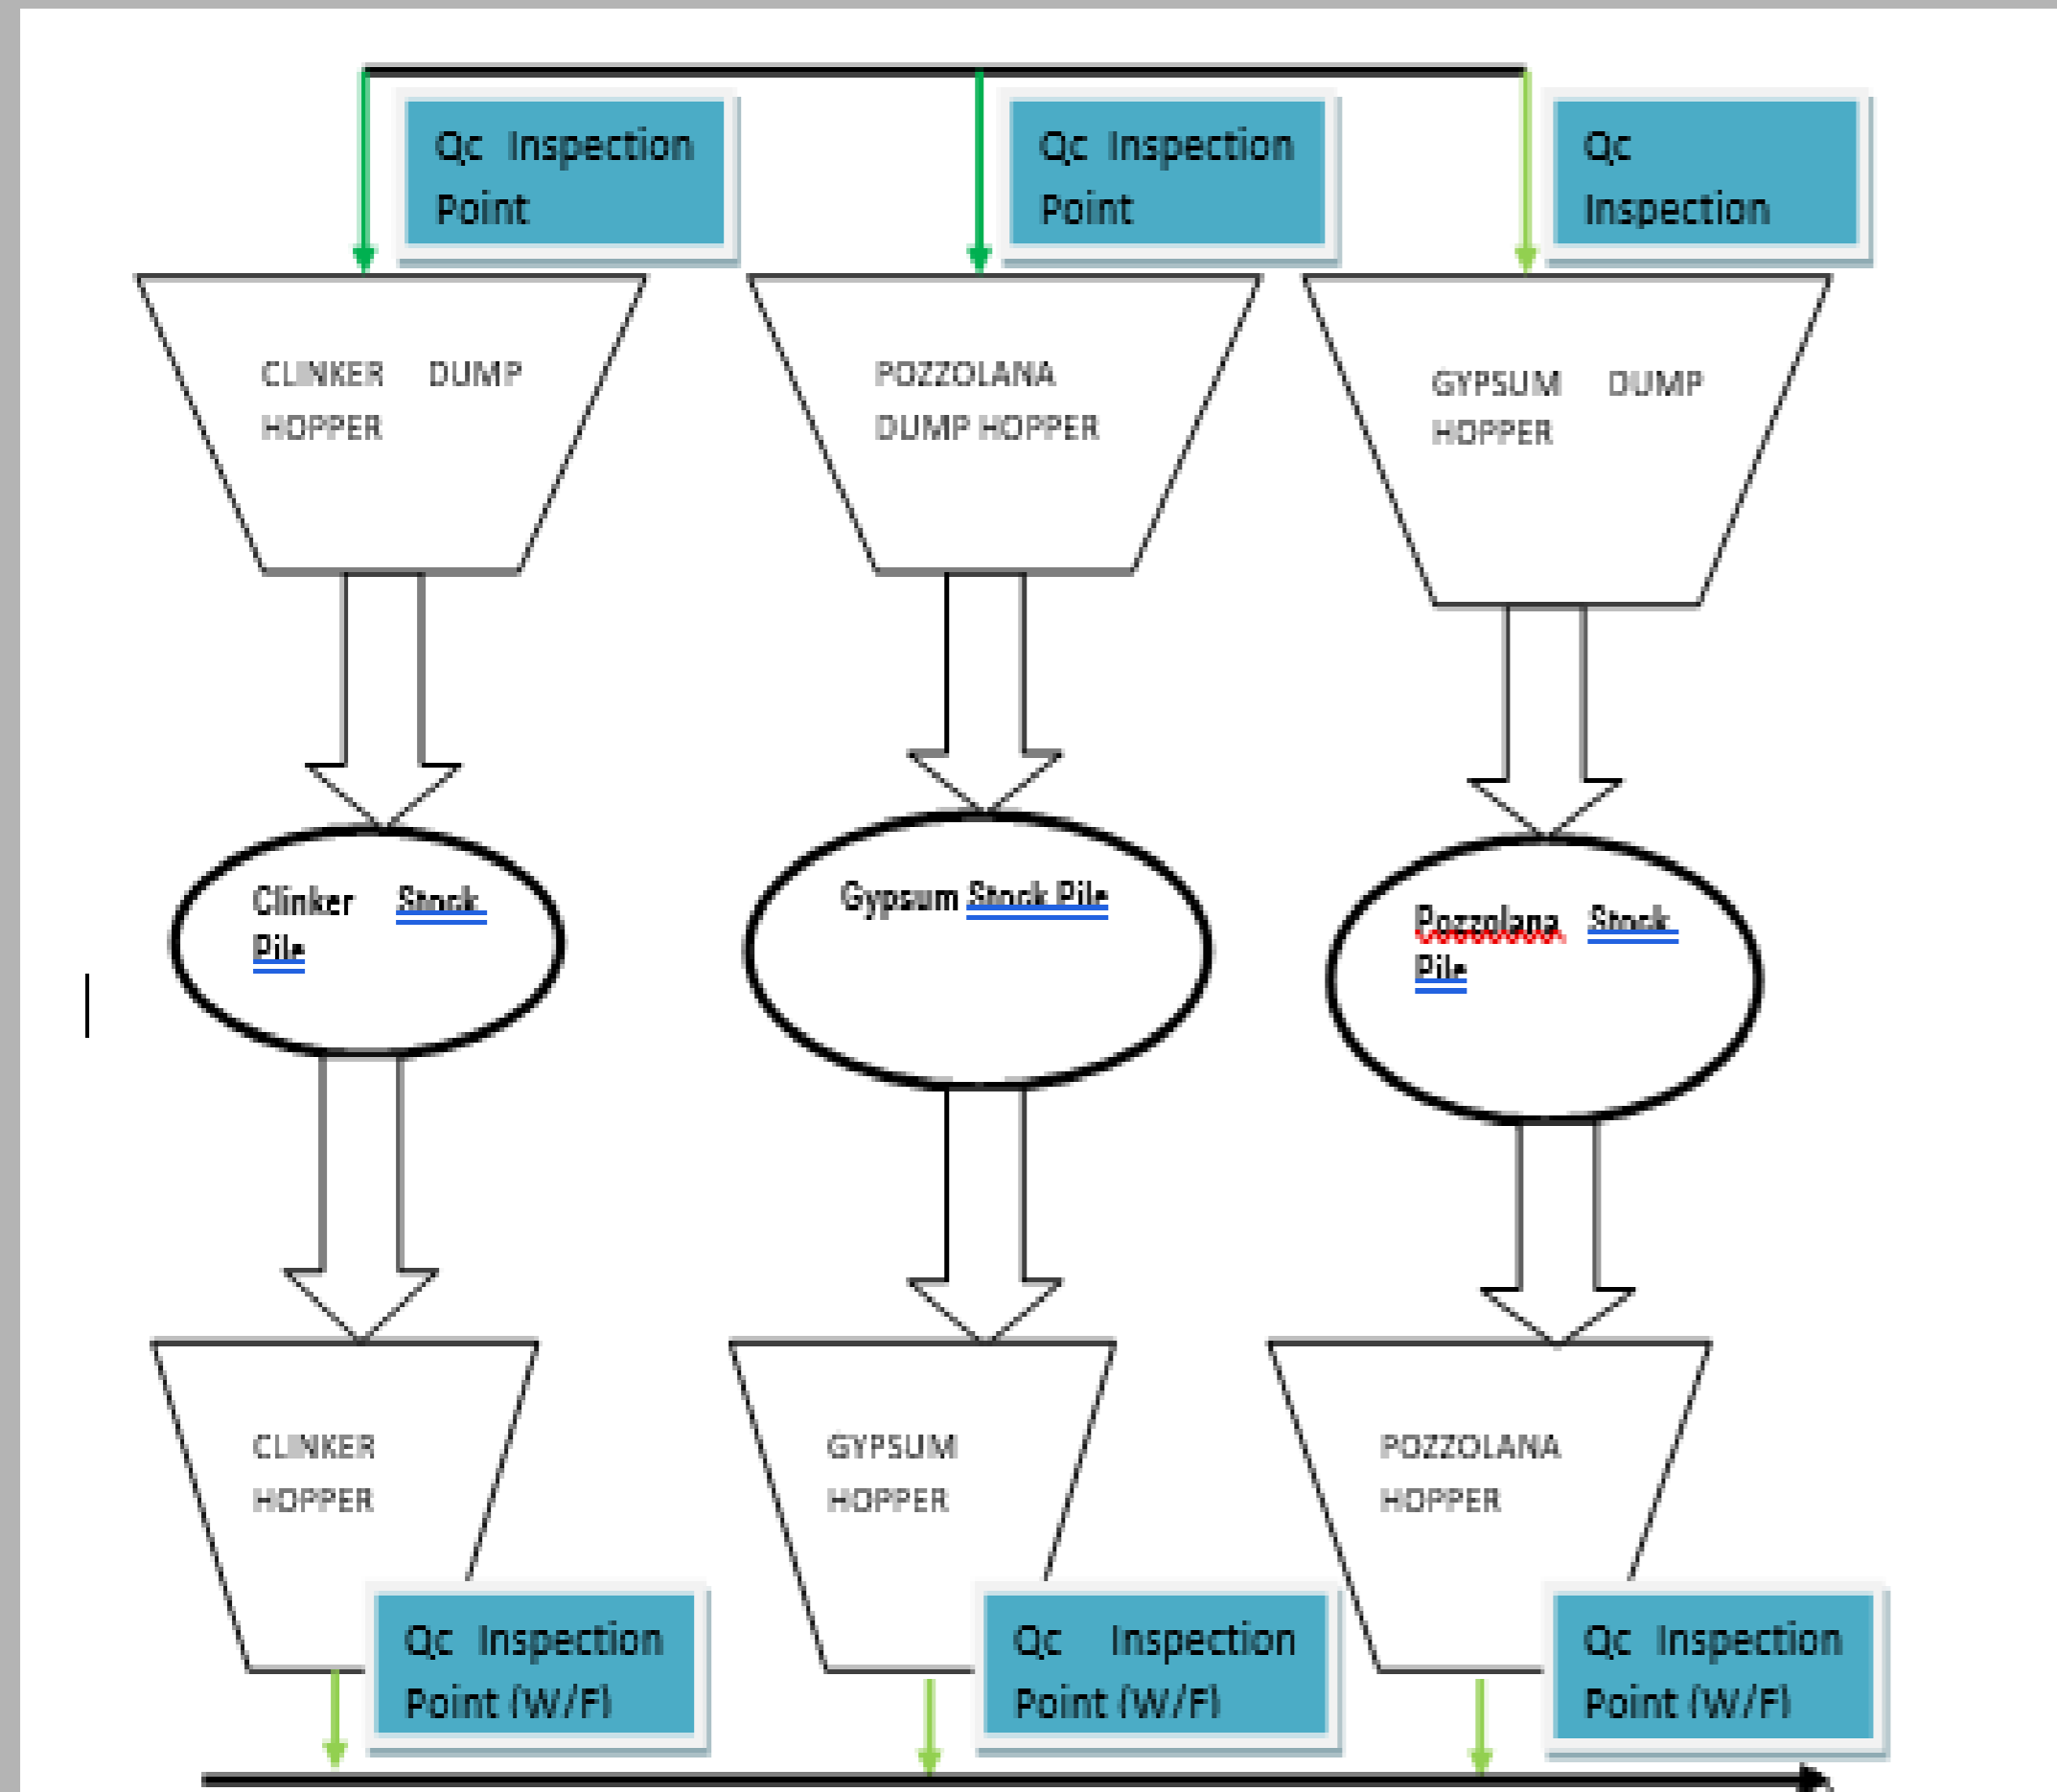 Qc Inspection
Point
Qc Inspection
Point
Qc
Inspection
CLINKER DUMP
HOPPER
POZZOLANA
DUMP HOPPER
GYPSUM DUMP
HOPPER
Clinker Stock
Pile
Gypsum Stock Pile
Pozzolana Stock
Pile
CLINKER
HOPPER
GYPSUM
HOPPER
POZZOLANA
HOPPER
Qc Inspection
Point (W/F)
Qc Inspection
Point (W/F)
Qc Inspection
Point (W/F)